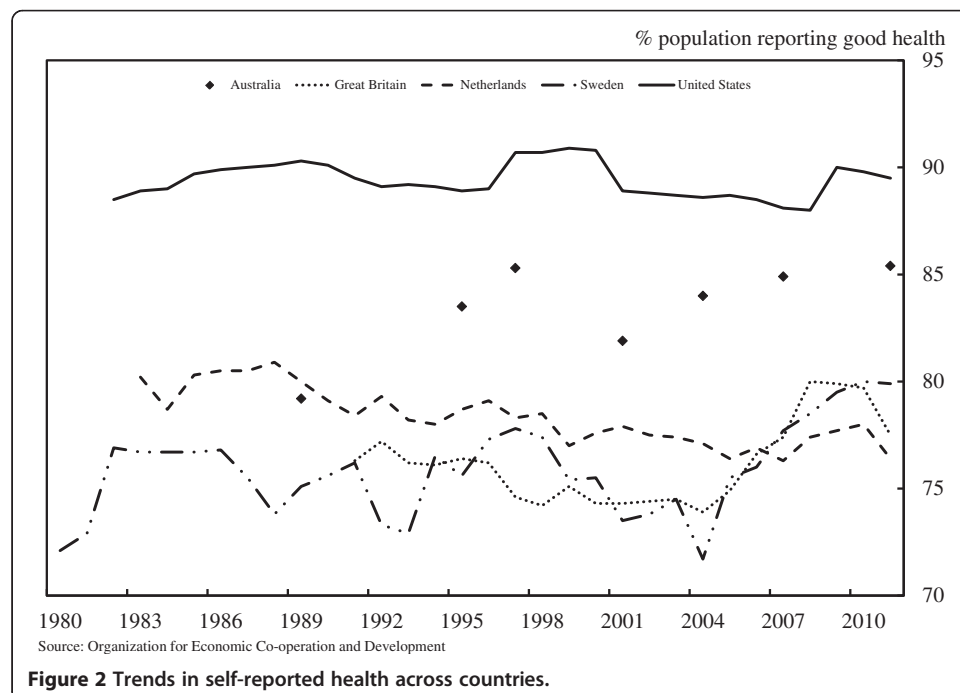 % population reporting good health
95
Australia Great Britain Netherlands Sweden United States
90
85
80
75
70
1980 1983 1986 1989 1992 1995 1998 2001 2004 2007 2010
Source: Organization for Economic Co-operation and Development
Figure 2 Trends in self-reported health across countries.